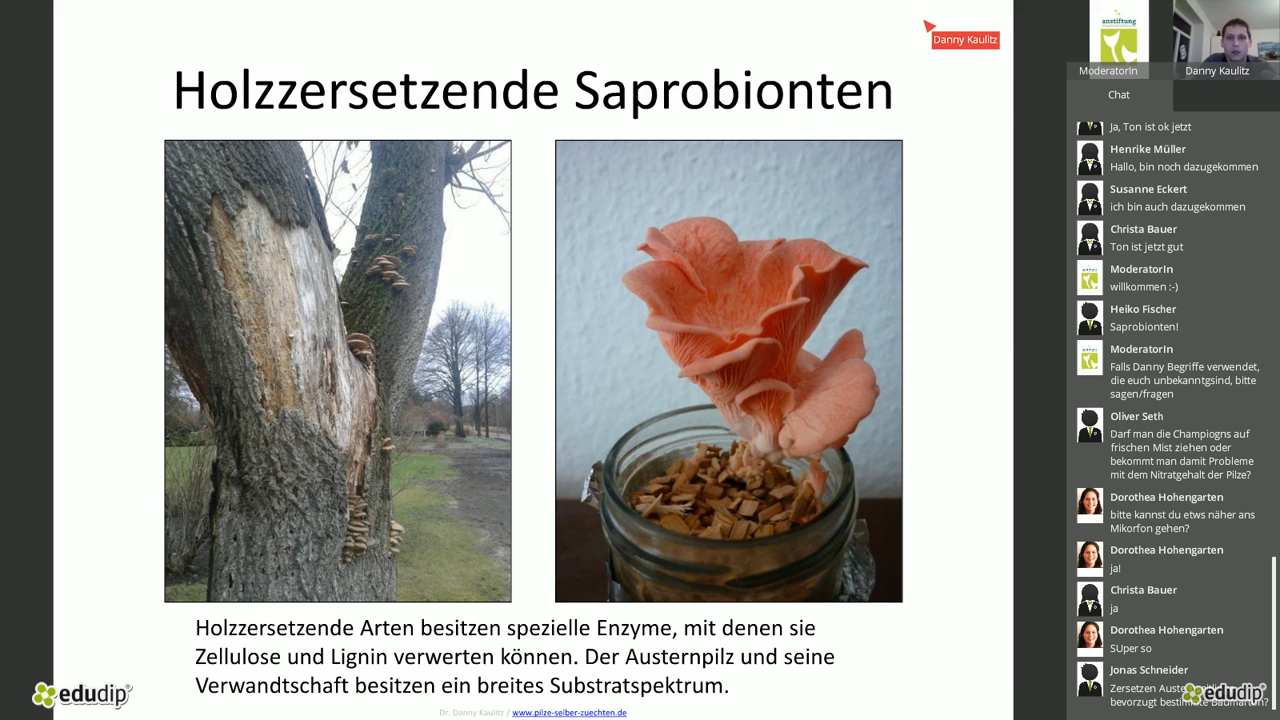 Danny Kaulitz
Holzzersetzende Saprobionten
Holzzersetzende Arten besitzen spezielle Enzyme, mit denen sie
Zellulose und Lignin verwerten können. Der Austernpilz und seine
Verwandtschaft besitzen ein breites Substratspektrum.
Dr. Danny Kaulitz / www.pilze-selber-zuechten.de
edudip
anstiftung
ModeratorIn
Danny Kaulitz
Chat
Ja, Ton ist ok jetzt
Henrike Müller
Hallo, bin noch dazugekommen
Susanne Eckert
ich bin auch dazugekommen
Christa Bauer
Ton ist jetzt gut
ModeratorIn
willkommen :-)
Heiko Fischer
Saprobionten!
ModeratorIn
Falls Danny Begriffe verwendet,
die euch unbekanntgsind, bitte
sagen/fragen
Oliver Seth
Darf man die Champiogns auf
frischen Mist ziehen oder
bekommt man damit Probleme
mit dem Nitratgehalt der Pilze?
Dorothea Hohengarten
bitte kannst du etws näher ans
Mikorfon gehen?
Dorothea Hohengarten
ja!
Christa Bauer
ja
Dorothea Hohengarten
SUper so
Jonas Schneider
Zersetzen
bevorzugt
edudip